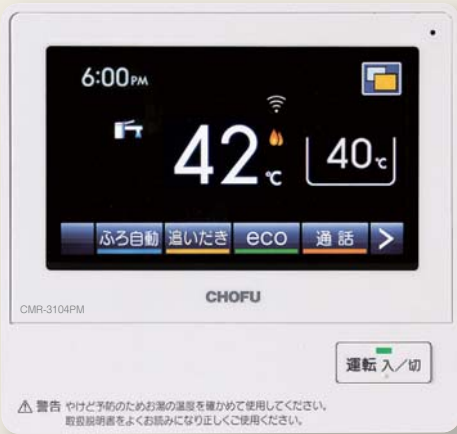 6:00PM
42℃
40℃
ふろ自動 追いだき eco 通話 >
CHOFU
CMR-3104PM
運転 入/切
警告 やけど予防のためお湯の温度を確かめて使用してください。
取扱説明書をよくお読みになり正しくご使用ください。